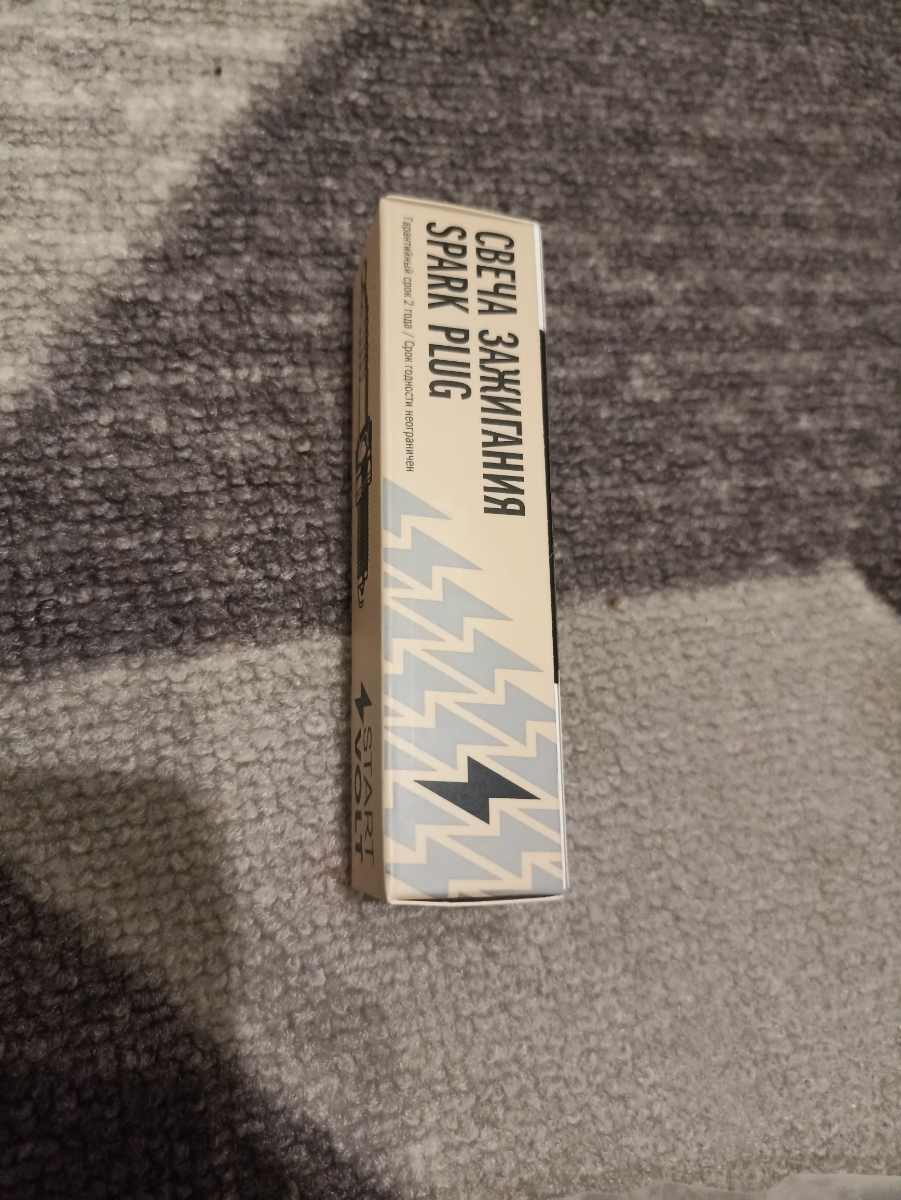 СВЕЧА ЗАЖИГАНИЯ
SPARK PLUG
Гарантийный срок 2 года / Срок годности неограничен
START
VOLT